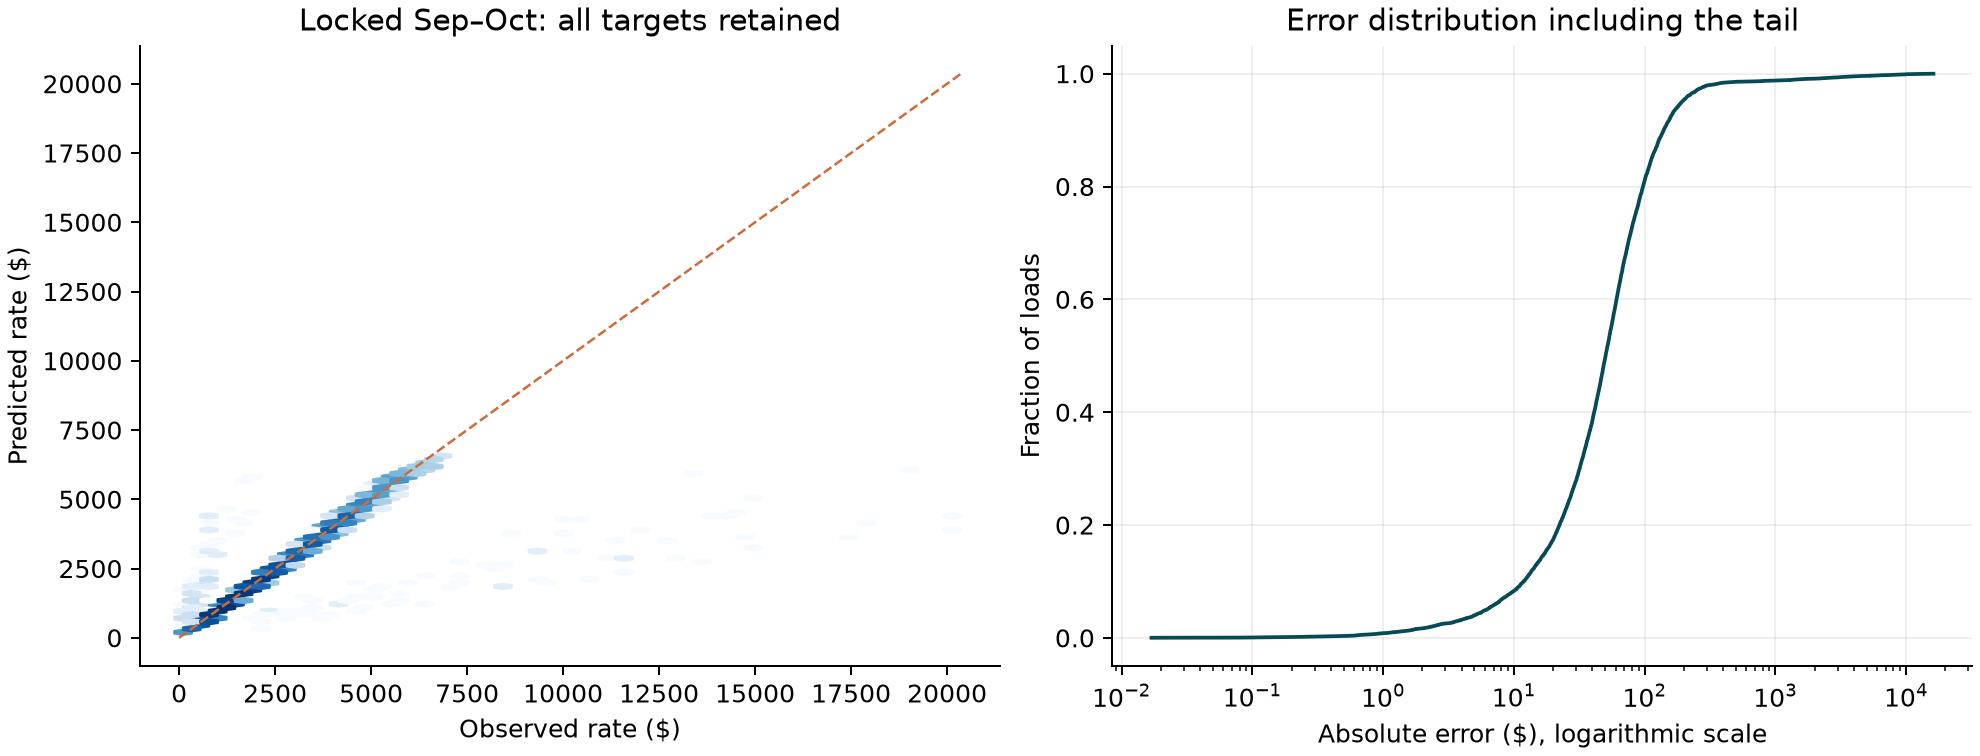 Locked Sep–Oct: all targets retained
Predicted rate ($)
20000
17500
15000
12500
10000
7500
5000
2500
0
0 2500 5000 7500 10000 12500 15000 17500 20000
Observed rate ($)
Error distribution including the tail
Fraction of loads
1.0
0.8
0.6
0.4
0.2
0.0
10⁻² 10⁻¹ 10⁰ 10¹ 10² 10³ 10⁴
Absolute error ($), logarithmic scale